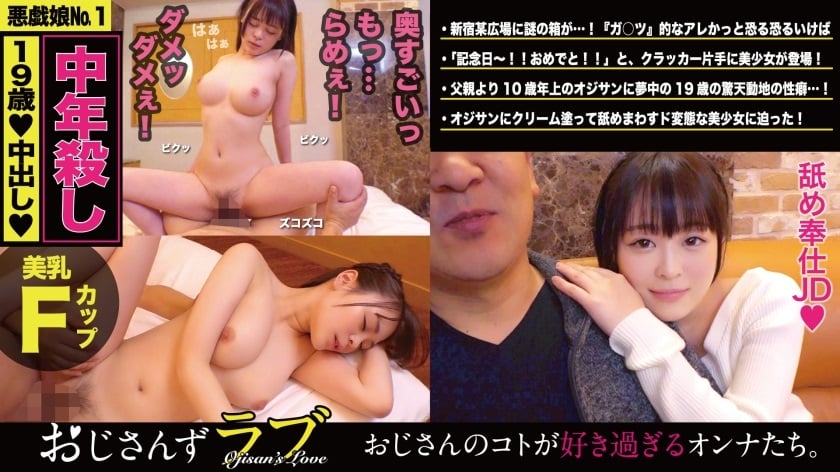 悪戯娘No.1
中年殺し
19歳♥中出し♥
はぁ
はぁ
ダメッ
ダメぇ！
奥すごいっ
もっ…
らめぇ！
ビクッ
ビクッ
ズコズコ
美乳
Fカップ
・新宿某広場に謎の箱が…！『ガ○ツ』的なアレかっと恐る恐るいけば
・「記念日～！！おめでと！！」と、クラッカー片手に美少女が登場！
・父親より10歳年上のオジサンに夢中の19歳の驚天動地の性癖…！
・オジサンにクリーム塗って舐めまわすド変態な美少女に迫った！
舐め奉仕JD♥
おじさんずラブ
Ojisan's Love
おじさんのコトが好き過ぎるオンナたち。